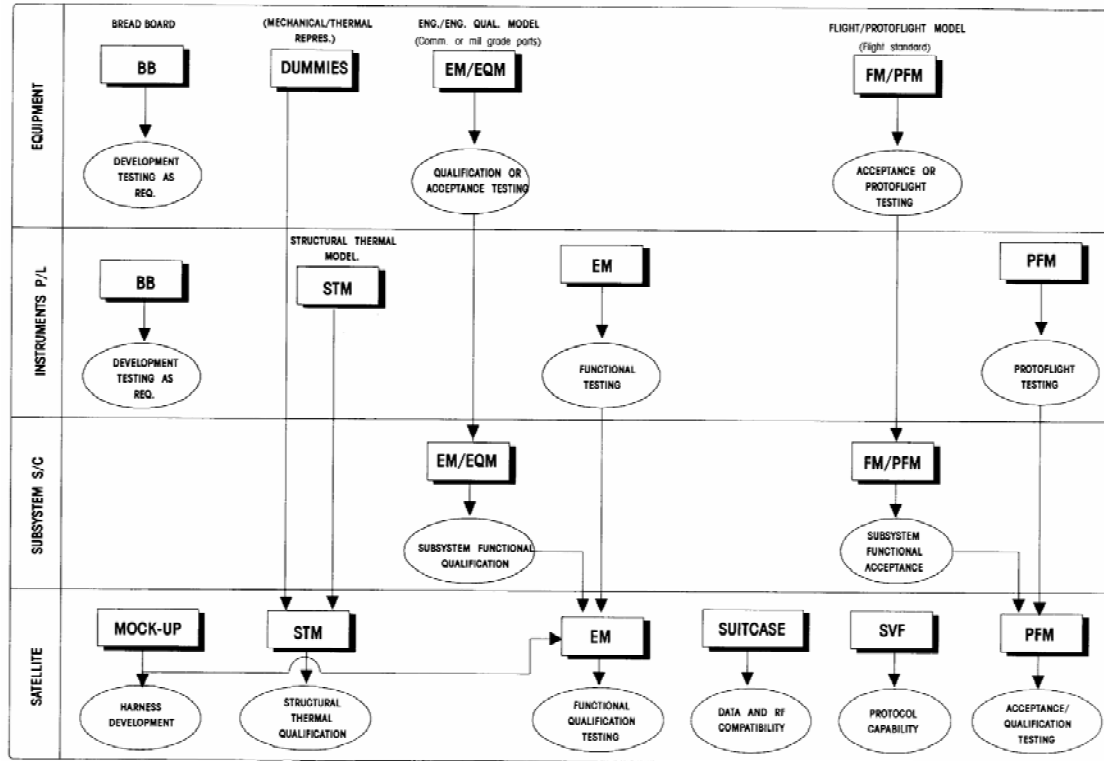 BREAD BOARD
BB
DEVELOPMENT
TESTING AS
REQ.
(MECHANICAL/THERMAL
REPRES.)
DUMMIES
ENG./ENG. QUAL. MODEL
(Comm. or mil grade parts)
EM/EQM
QUALIFICATION OR
ACCEPTANCE TESTING
FLIGHT/PROTOFLIGHT MODEL
(Flight standard)
FM/PFM
ACCEPTANCE OR
PROTOFLIGHT
TESTING
EQUIPMENT
INSTRUMENTS P/L
BB
DEVELOPMENT
TESTING AS
REQ.
STRUCTURAL THERMAL
MODEL.
STM
EM
FUNCTIONAL
TESTING
PFM
PROTOFLIGHT
TESTING
SUBSYSTEM S/C
EM/EQM
SUBSYSTEM FUNCTIONAL
QUALIFICATION
FM/PFM
SUBSYSTEM
FUNCTIONAL
ACCEPTANCE
SATELLITE
MOCK-UP
HARNESS
DEVELOPMENT
STM
STRUCTURAL
THERMAL
QUALIFICATION
EM
FUNCTIONAL
QUALIFICATION
TESTING
SUITCASE
DATA AND RF
COMPATIBILITY
SVF
PROTOCOL
CAPABILITY
PFM
ACCEPTANCE/
QUALIFICATION
TESTING